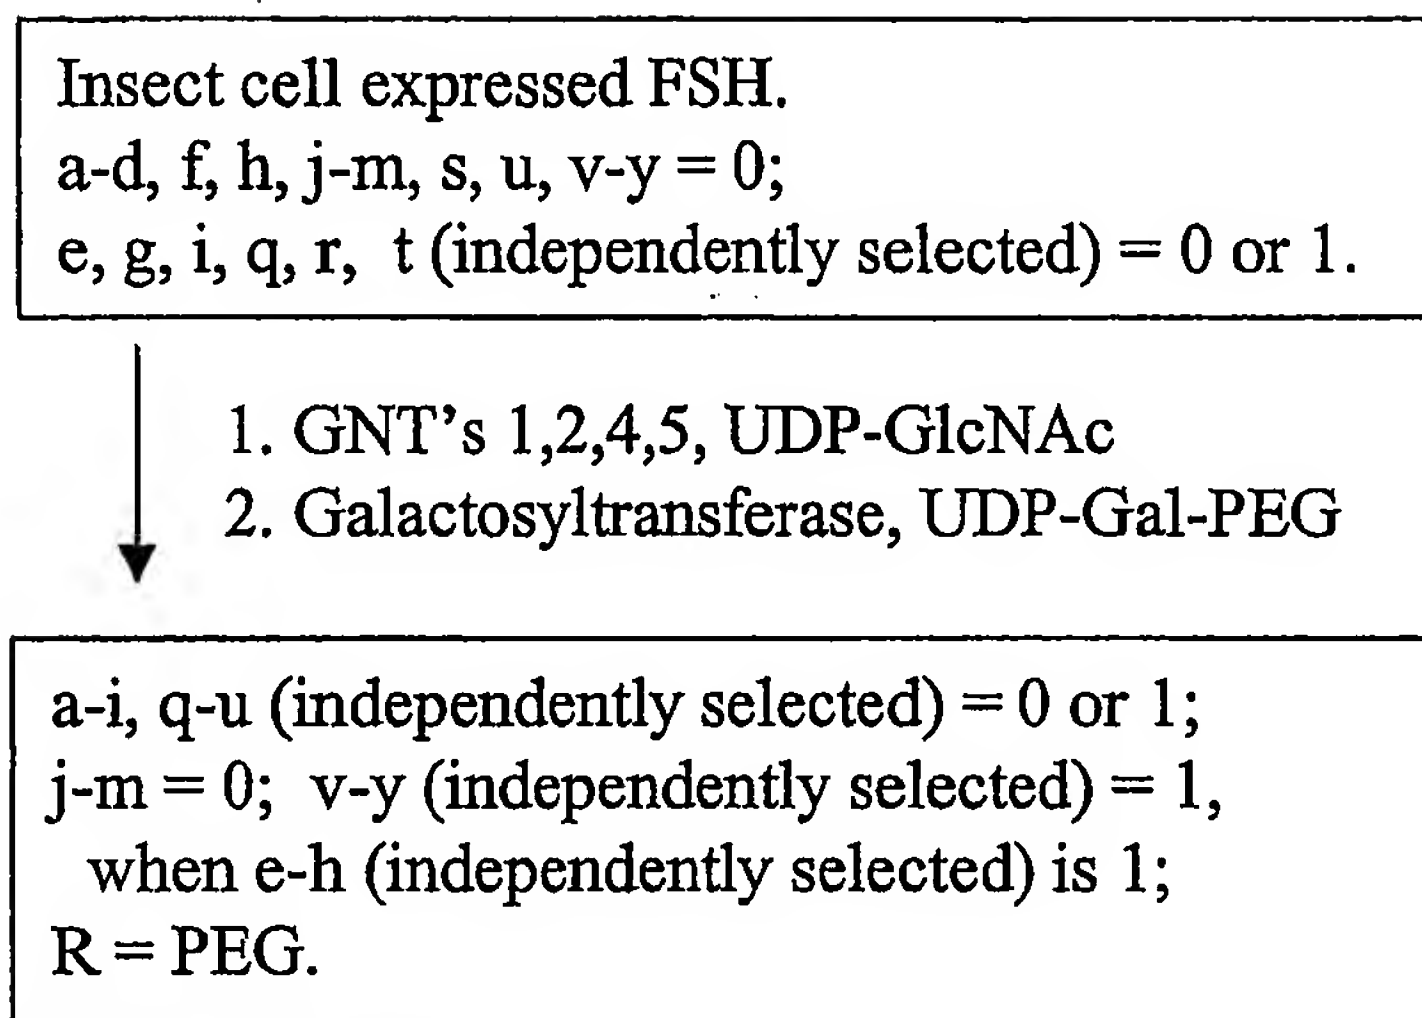 Insect cell expressed FSH.
a-d, f, h, j-m, s, u, v-y = 0;
e, g, i, q, r, t (independently selected) = 0 or 1.
1. GNT's 1,2,4,5, UDP-GlcNAc
2. Galactosyltransferase, UDP-Gal-PEG
a-i, q-u (independently selected) = 0 or 1;
j-m = 0; v-y (independently selected) = 1,
when e-h (independently selected) is 1;
R = PEG.